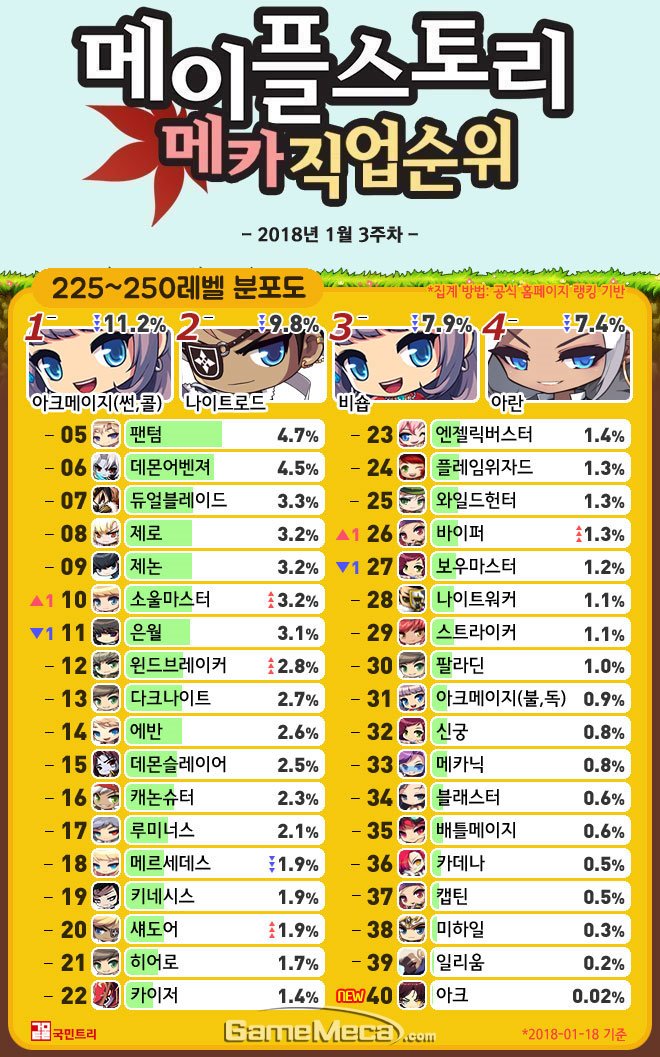 메이플스토리
메카 직업순위
- 2018년 1월 3주차 -
225~250레벨 분포도
*집계 방법: 공식 홈페이지 랭킹 기반
1 - 11.2%
아크메이지(썬,콜)
2 - 9.8%
나이트로드
3 - 7.9%
비숍
4 - 7.4%
아란
- 05 팬텀 4.7%
- 06 데몬어벤져 4.5%
- 07 듀얼블레이드 3.3%
- 08 제로 3.2%
- 09 제논 3.2%
▲1 10 소울마스터 3.2%
▼1 11 은월 3.1%
- 12 윈드브레이커 2.8%
- 13 다크나이트 2.7%
- 14 에반 2.6%
- 15 데몬슬레이어 2.5%
- 16 캐논슈터 2.3%
- 17 루미너스 2.1%
- 18 메르세데스 1.9%
- 19 키네시스 1.9%
- 20 섀도어 1.9%
- 21 히어로 1.7%
- 22 카이저 1.4%
- 23 엔젤릭버스터 1.4%
- 24 플레임위자드 1.3%
- 25 와일드헌터 1.3%
▲1 26 바이퍼 1.3%
▼1 27 보우마스터 1.2%
- 28 나이트워커 1.1%
- 29 스트라이커 1.1%
- 30 팔라딘 1.0%
- 31 아크메이지(불,독) 0.9%
- 32 신궁 0.8%
- 33 메카닉 0.8%
- 34 블래스터 0.6%
- 35 배틀메이지 0.6%
- 36 카데나 0.5%
- 37 캡틴 0.5%
- 38 미하일 0.3%
- 39 일리움 0.2%
NEW 40 아크 0.02%
국민트리
GameMeca.com
*2018-01-18 기준